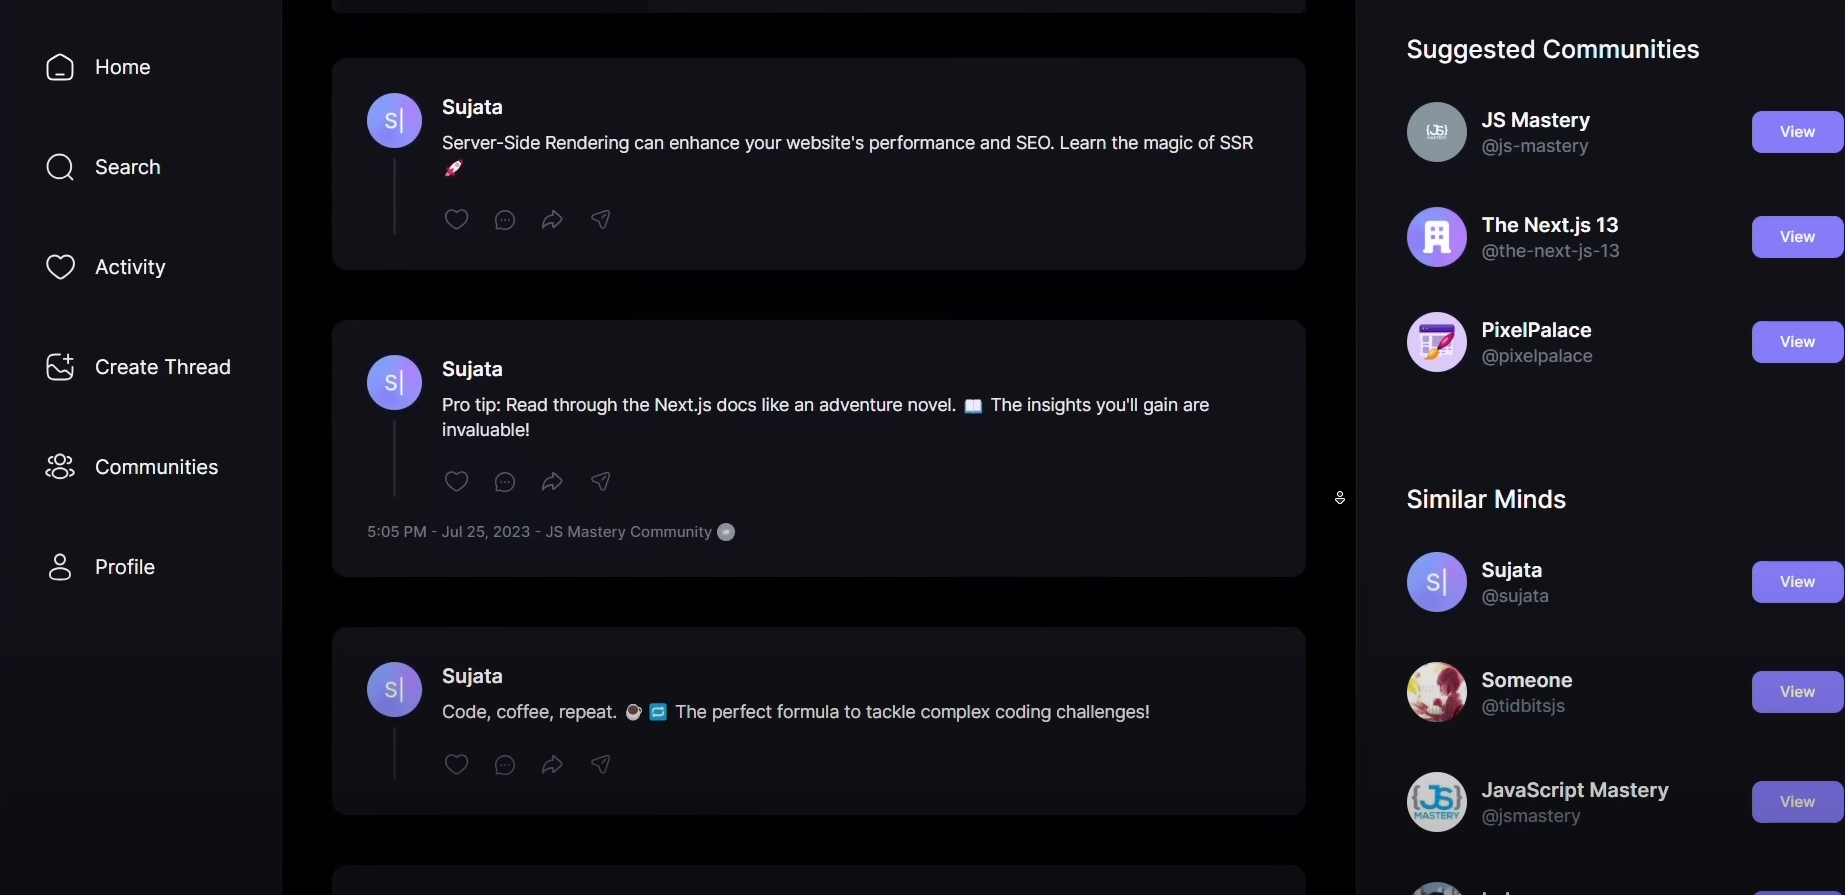 Home
Search
Activity
Create Thread
Communities
Profile
S|
Sujata
Server-Side Rendering can enhance your website's performance and SEO. Learn the magic of SSR
🚀
S|
Sujata
Pro tip: Read through the Next.js docs like an adventure novel. 📖 The insights you'll gain are
invaluable!
5:05 PM - Jul 25, 2023 - JS Mastery Community
S|
Sujata
Code, coffee, repeat. ☕ 🔁 The perfect formula to tackle complex coding challenges!
Suggested Communities
{JS}
MASTERY
JS Mastery
@js-mastery
View
The Next.js 13
@the-next-js-13
View
PixelPalace
@pixelpalace
View
Similar Minds
S|
Sujata
@sujata
View
Someone
@tidbitsjs
View
{JS}
MASTERY
JavaScript Mastery
@jsmastery
View